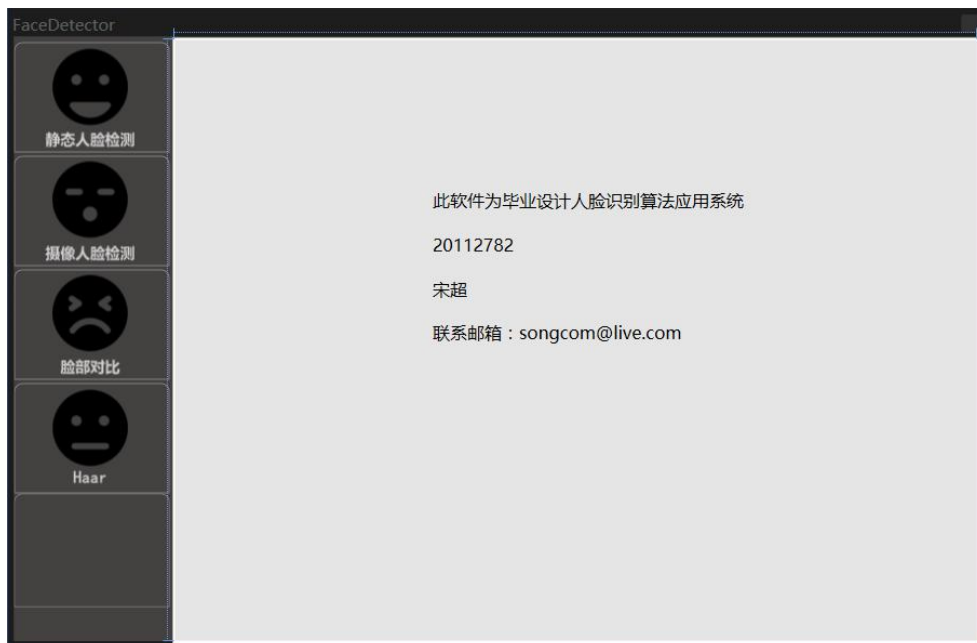 FaceDetector
静态人脸检测
摄像人脸检测
脸部对比
Haar
此软件为毕业设计人脸识别算法应用系统
20112782
宋超
联系邮箱：songcom@live.com